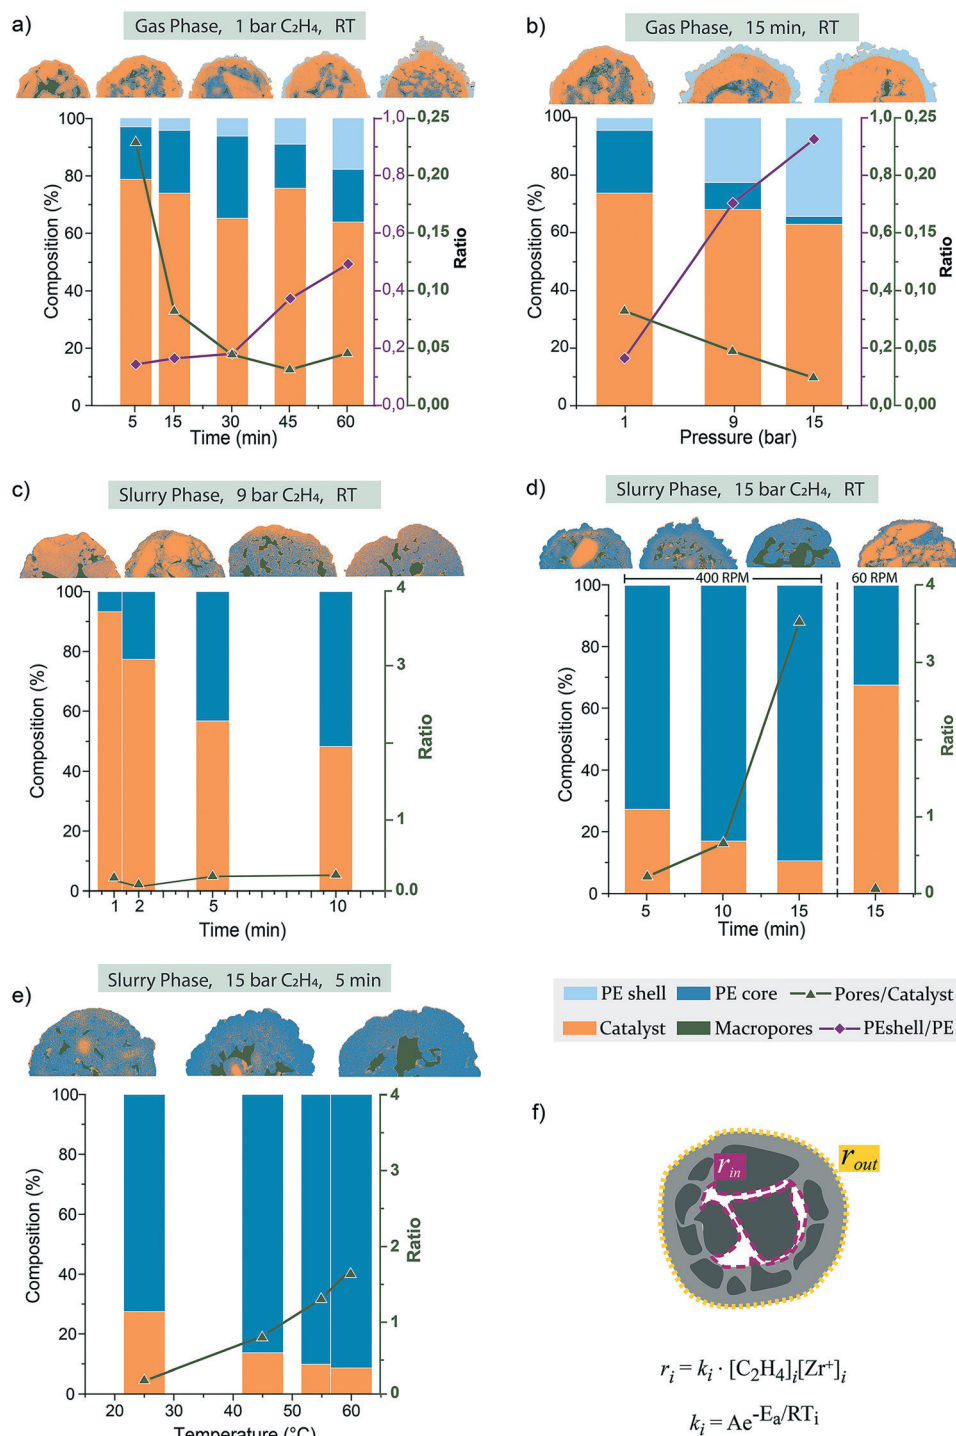 a)
Gas Phase, 1 bar C₂H₄, RT
100
80
60
40
20
0
Composition (%)
5 15 30 45 60
Time (min)
1,0
0,8
0,6
0,4
0,2
0,0
0,25
0,20
0,15
0,10
0,05
0,00
Ratio
b)
Gas Phase, 15 min, RT
100
80
60
40
20
0
Composition (%)
1 9 15
Pressure (bar)
1,0
0,8
0,6
0,4
0,2
0,0
0,25
0,20
0,15
0,10
0,05
0,00
Ratio
c)
Slurry Phase, 9 bar C₂H₄, RT
100
80
60
40
20
0
Composition (%)
1 2 5 10
Time (min)
4
3
2
1
0.0
Ratio
d)
Slurry Phase, 15 bar C₂H₄, RT
400 RPM 60 RPM
100
80
60
40
20
0
Composition (%)
5 10 15 15
Time (min)
4
3
2
1
0
Ratio
e)
Slurry Phase, 15 bar C₂H₄, 5 min
100
80
60
40
20
0
Composition (%)
20 30 40 50 60
Temperature (°C)
4
3
2
1
0
Ratio
PE shell PE core Pores/Catalyst
Catalyst Macropores PEshell/PE
f)
r_in
r_out
r_i = k_i · [C₂H₄]_i[Zr⁺]_i
k_i = Ae^-E_a/RT_i